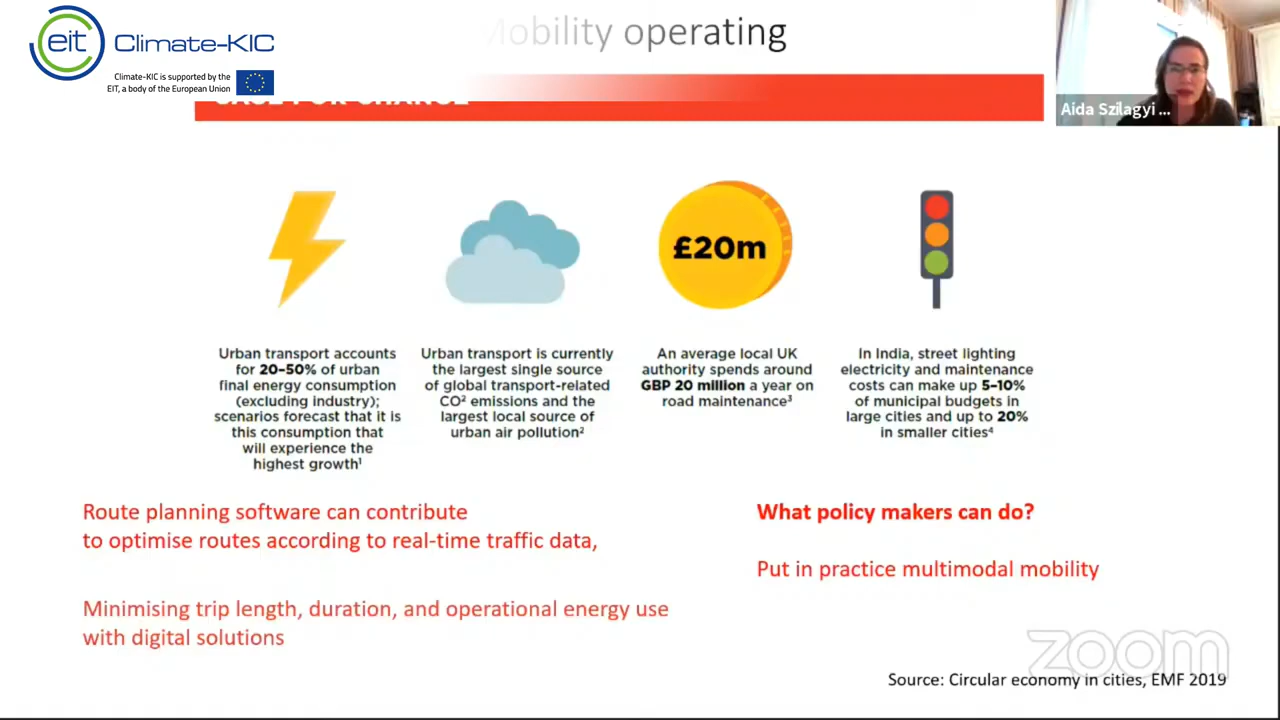 eit Climate-KIC
Climate-KIC is supported by the
EIT, a body of the European Union
Mobility operating
CASE FOR CHANGE
Aida Szilagyi ...
£20m
Urban transport accounts
for 20–50% of urban
final energy consumption
(excluding industry);
scenarios forecast that it is
this consumption that
will experience the
highest growth¹
Urban transport is currently
the largest single source
of global transport-related
CO² emissions and the
largest local source of
urban air pollution²
An average local UK
authority spends around
GBP 20 million a year on
road maintenance³
In India, street lighting
electricity and maintenance
costs can make up 5–10%
of municipal budgets in
large cities and up to 20%
in smaller cities⁴
Route planning software can contribute
to optimise routes according to real-time traffic data,
Minimising trip length, duration, and operational energy use
with digital solutions
What policy makers can do?
Put in practice multimodal mobility
zoom
Source: Circular economy in cities, EMF 2019